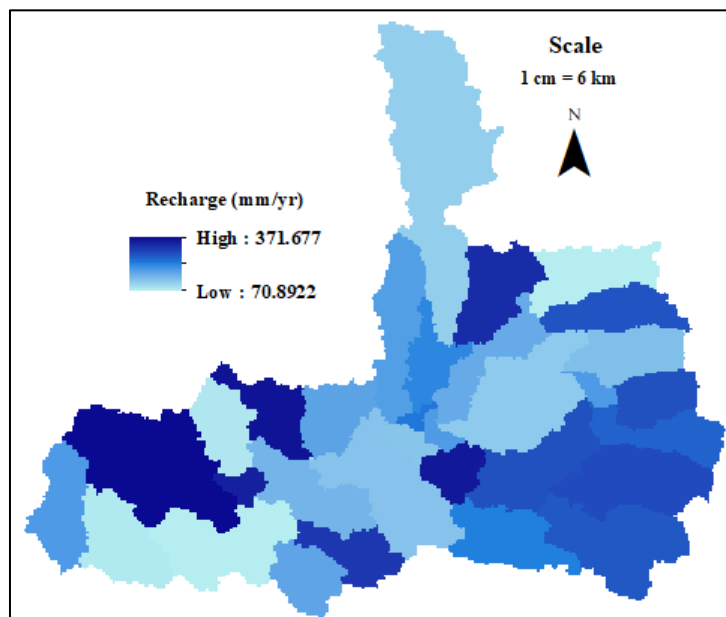 Scale
1 cm = 6 km
N
Recharge (mm/yr)
High : 371.677
Low : 70.8922